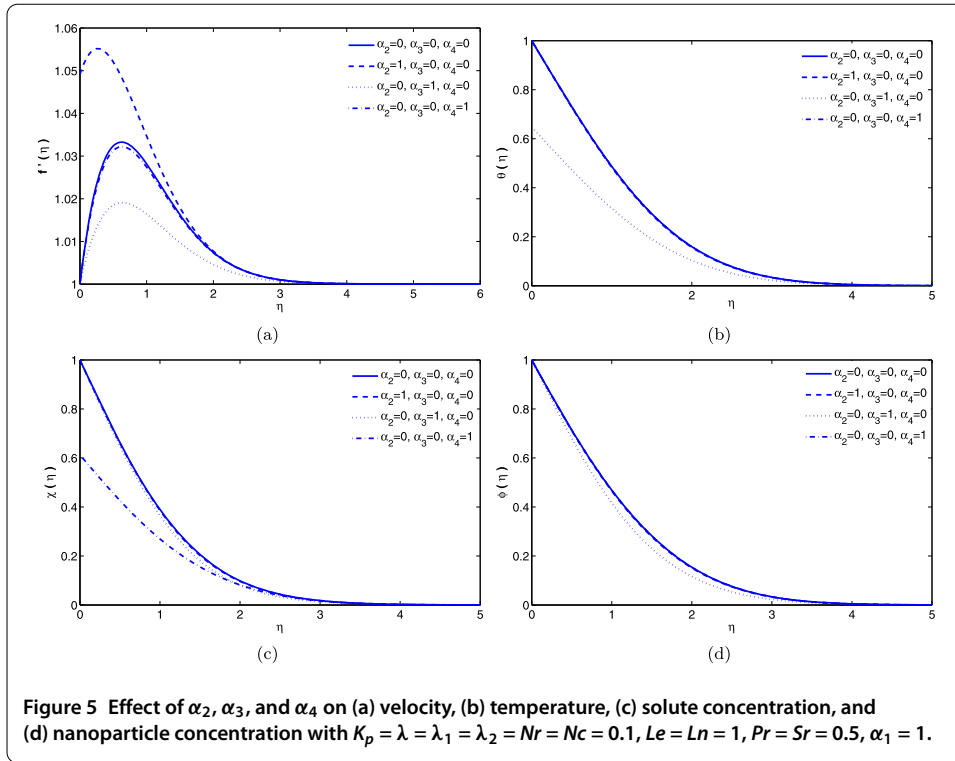 1.06
1.05
1.04
1.03
1.02
1.01
1
0 1 2 3 4 5 6
f '(η)
η
α₂=0, α₃=0, α₄=0
α₂=1, α₃=0, α₄=0
α₂=0, α₃=1, α₄=0
α₂=0, α₃=0, α₄=1
(a)
1
0.8
0.6
0.4
0.2
0
0 1 2 3 4 5
θ(η)
η
α₂=0, α₃=0, α₄=0
α₂=1, α₃=0, α₄=0
α₂=0, α₃=1, α₄=0
α₂=0, α₃=0, α₄=1
(b)
1
0.8
0.6
0.4
0.2
0
0 1 2 3 4 5
χ(η)
η
α₂=0, α₃=0, α₄=0
α₂=1, α₃=0, α₄=0
α₂=0, α₃=1, α₄=0
α₂=0, α₃=0, α₄=1
(c)
1
0.8
0.6
0.4
0.2
0
0 1 2 3 4 5
ϕ(η)
η
α₂=0, α₃=0, α₄=0
α₂=1, α₃=0, α₄=0
α₂=0, α₃=1, α₄=0
α₂=0, α₃=0, α₄=1
(d)
Figure 5 Effect of α₂, α₃, and α₄ on (a) velocity, (b) temperature, (c) solute concentration, and
(d) nanoparticle concentration with Kₚ = λ = λ₁ = λ₂ = Nr = Nc = 0.1, Le = Ln = 1, Pr = Sr = 0.5, α₁ = 1.